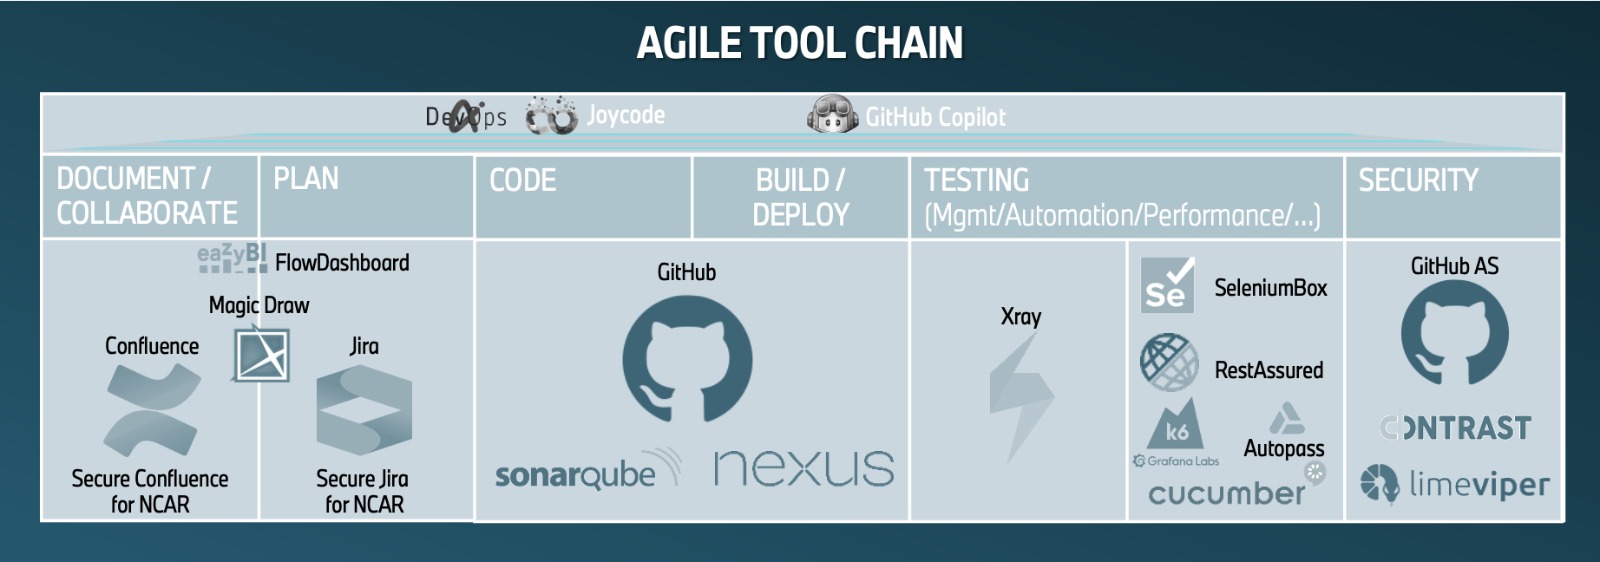 AGILE TOOL CHAIN
DevOps Joycode GitHub Copilot
DOCUMENT /
COLLABORATE
PLAN
CODE
BUILD /
DEPLOY
TESTING
(Mgmt/Automation/Performance/...)
SECURITY
eazyBI FlowDashboard
Magic Draw
Confluence
Secure Confluence
for NCAR
Jira
Secure Jira
for NCAR
GitHub
sonarqube
nexus
Xray
Se
SeleniumBox
RestAssured
k6
Grafana Labs
Autopass
cucumber
GitHub AS
CONTRAST
limeviper